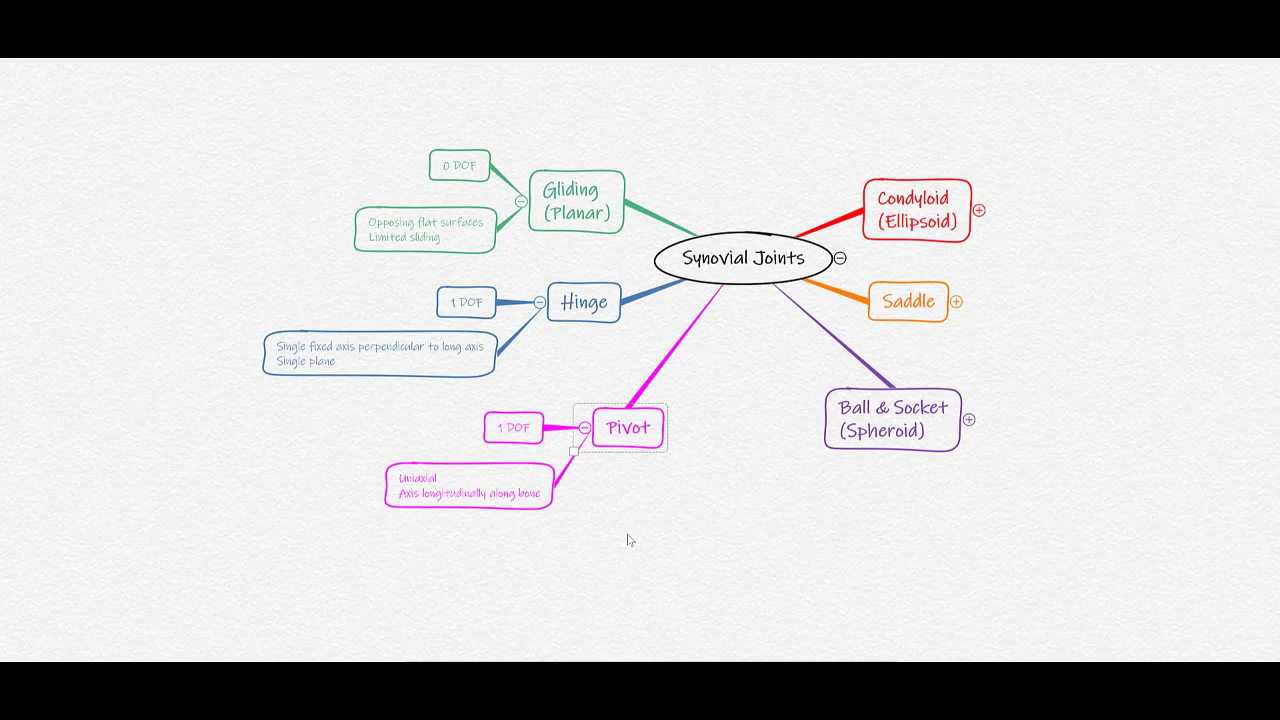 Synovial Joints
Gliding
(Planar)
0 DOF
Opposing flat surfaces
Limited sliding
Hinge
1 DOF
Single fixed axis perpendicular to long axis
Single plane
Pivot
1 DOF
Uniaxial
Axis longitudinally along bone
Condyloid
(Ellipsoid)
Saddle
Ball & Socket
(Spheroid)